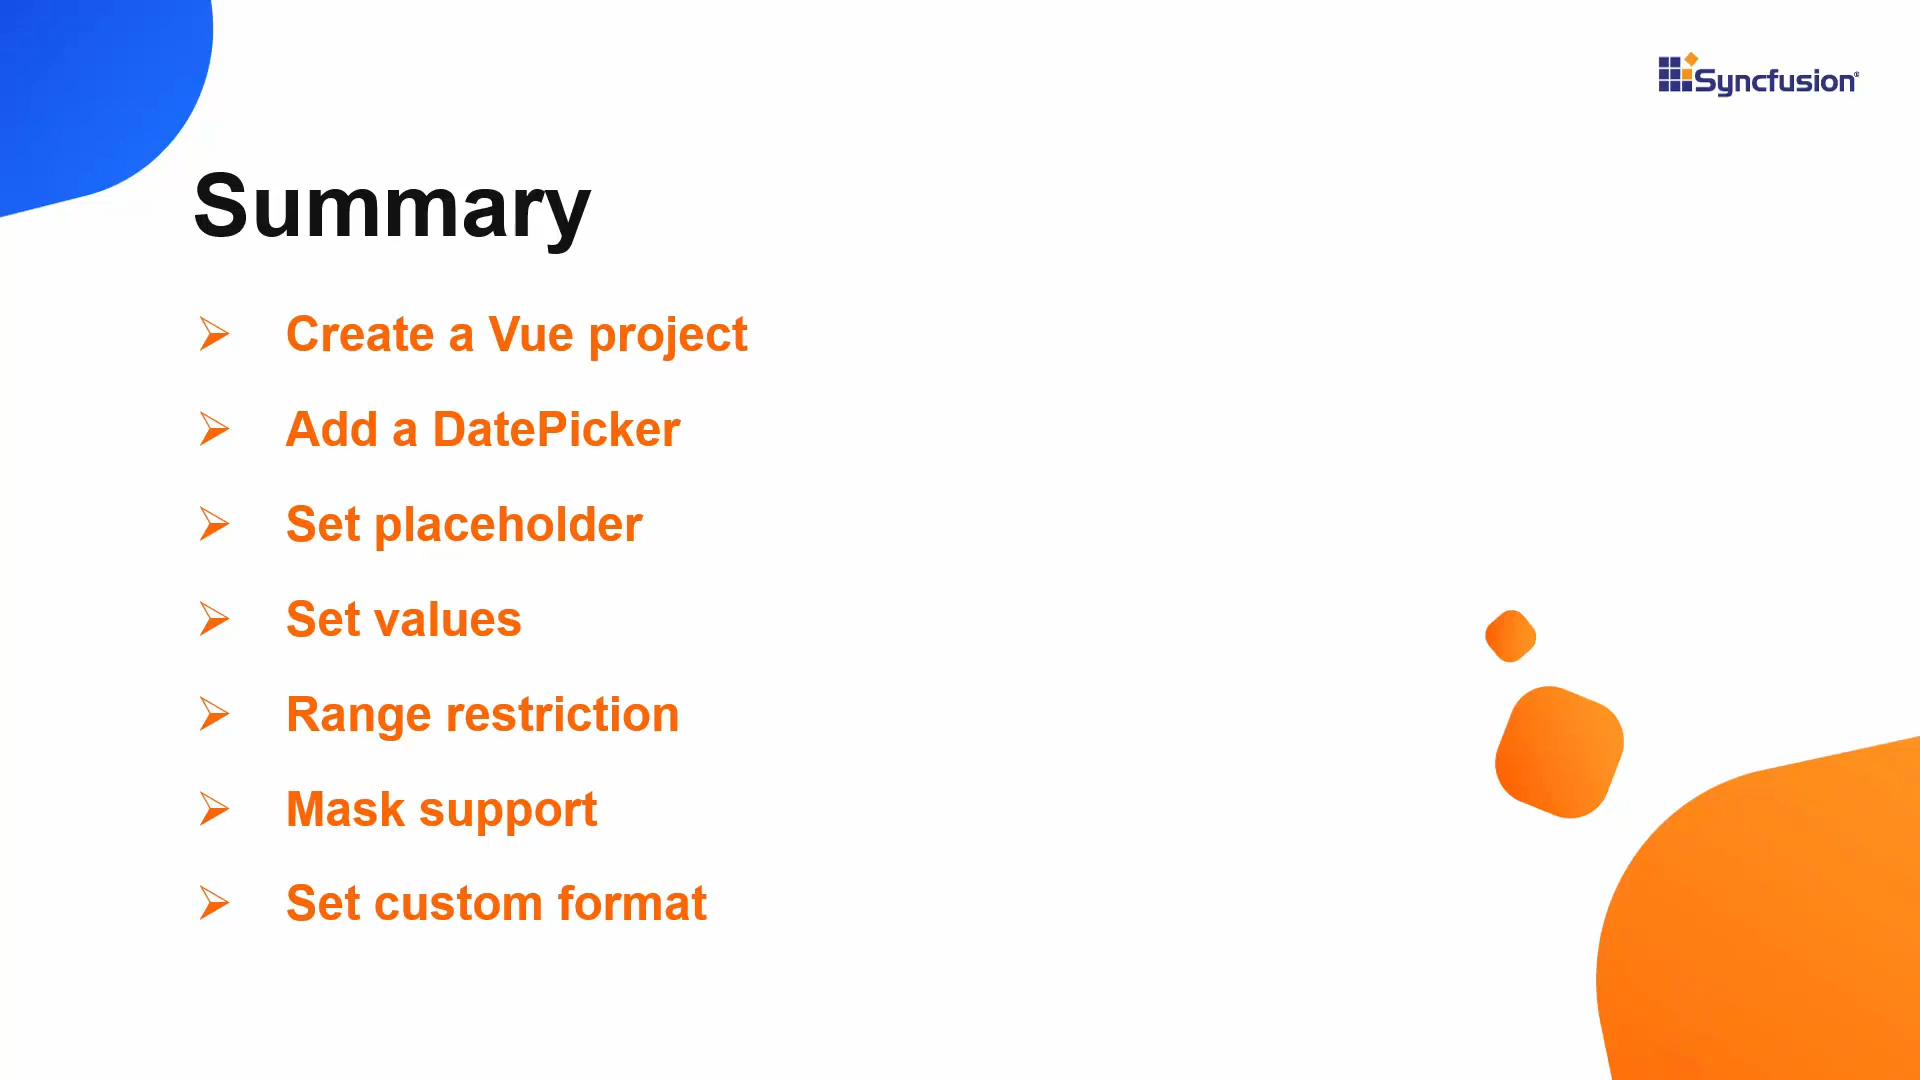 Syncfusion
Summary
Create a Vue project
Add a DatePicker
Set placeholder
Set values
Range restriction
Mask support
Set custom format